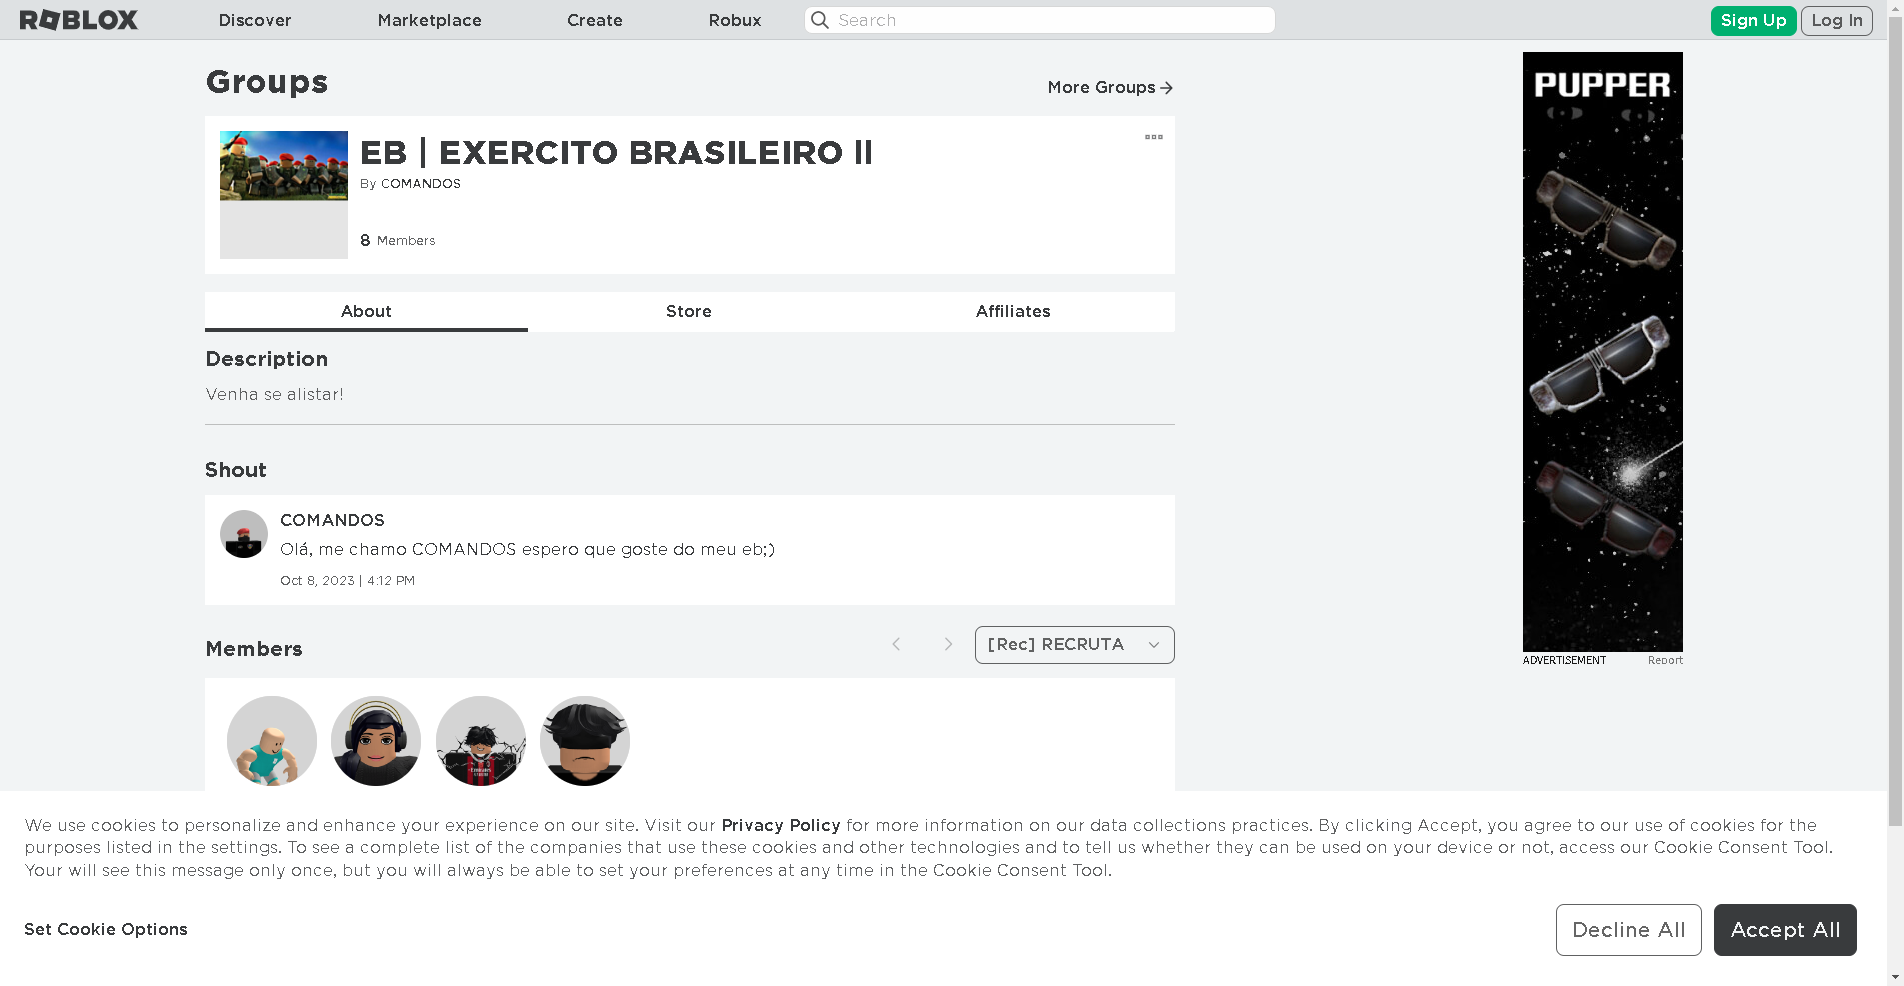 ROBLOX
Discover
Marketplace
Create
Robux
Search
Sign Up
Log In
Groups
More Groups
EB | EXERCITO BRASILEIRO II
By COMANDOS
8 Members
About
Store
Affiliates
Description
Venha se alistar!
Shout
COMANDOS
Olá, me chamo COMANDOS espero que goste do meu eb;)
Oct 8, 2023 | 4:12 PM
Members
[Rec] RECRUTA
PUPPER
ADVERTISEMENT
Report
We use cookies to personalize and enhance your experience on our site. Visit our Privacy Policy for more information on our data collections practices. By clicking Accept, you agree to our use of cookies for the
purposes listed in the settings. To see a complete list of the companies that use these cookies and other technologies and to tell us whether they can be used on your device or not, access our Cookie Consent Tool.
Your will see this message only once, but you will always be able to set your preferences at any time in the Cookie Consent Tool.
Set Cookie Options
Decline All
Accept All